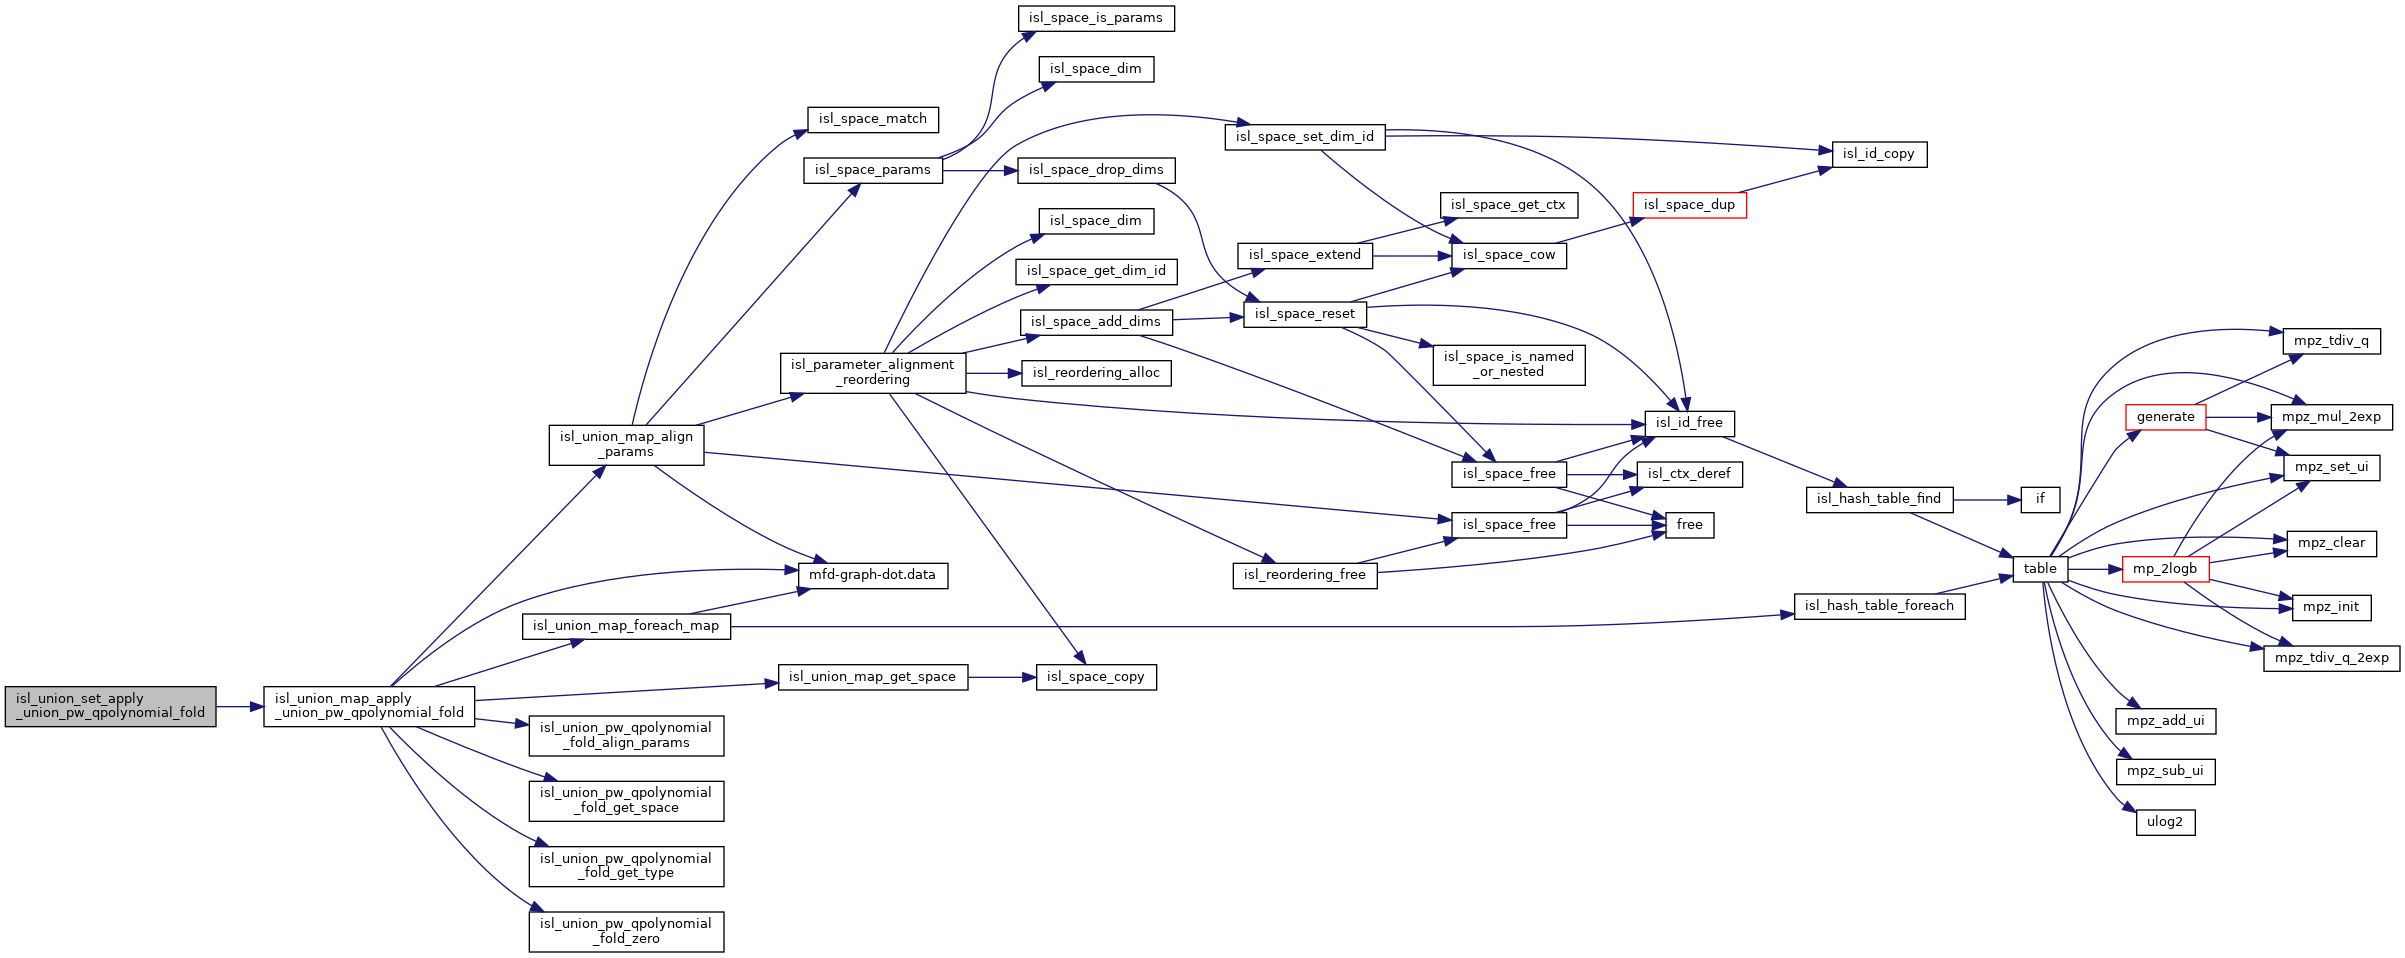 isl_union_set_apply
_union_pw_qpolynomial_fold
isl_union_map_apply
_union_pw_qpolynomial_fold
isl_union_map_align
_params
isl_union_map_foreach_map
isl_union_pw_qpolynomial
_fold_align_params
isl_union_pw_qpolynomial
_fold_get_space
isl_union_pw_qpolynomial
_fold_get_type
isl_union_pw_qpolynomial
_fold_zero
isl_space_match
isl_space_params
isl_parameter_alignment
_reordering
mfd-graph-dot.data
isl_union_map_get_space
isl_space_is_params
isl_space_dim
isl_space_drop_dims
isl_space_dim
isl_space_get_dim_id
isl_space_add_dims
isl_reordering_alloc
isl_space_copy
isl_space_set_dim_id
isl_space_extend
isl_space_reset
isl_reordering_free
isl_space_get_ctx
isl_space_cow
isl_space_is_named
_or_nested
isl_space_free
isl_space_free
isl_space_dup
isl_id_free
isl_ctx_deref
free
isl_id_copy
isl_hash_table_find
isl_hash_table_foreach
if
table
generate
mp_2logb
mpz_add_ui
mpz_sub_ui
ulog2
mpz_tdiv_q
mpz_mul_2exp
mpz_set_ui
mpz_clear
mpz_init
mpz_tdiv_q_2exp